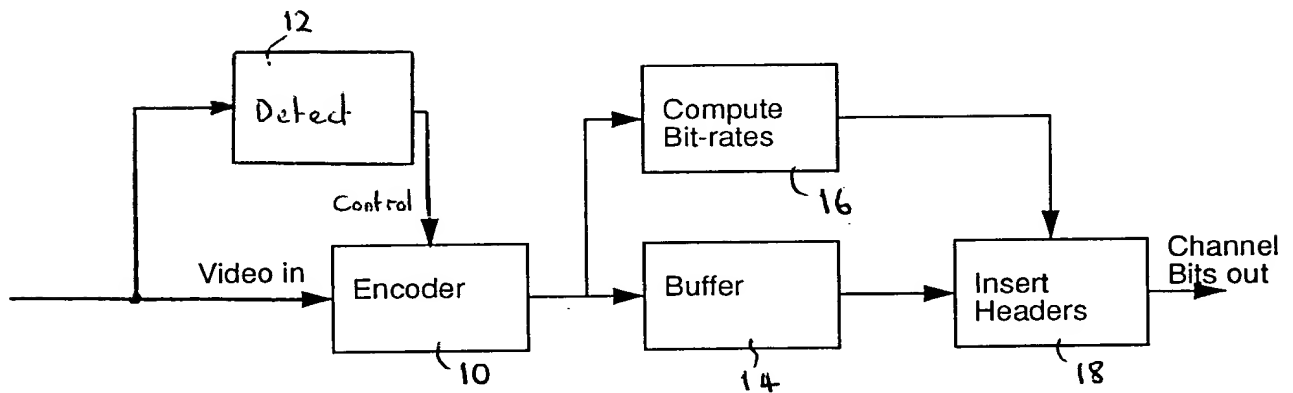 12
Detect
Compute
Bit-rates
16
Control
Video in
Encoder
10
Buffer
14
Insert
Headers
18
Channel
Bits out